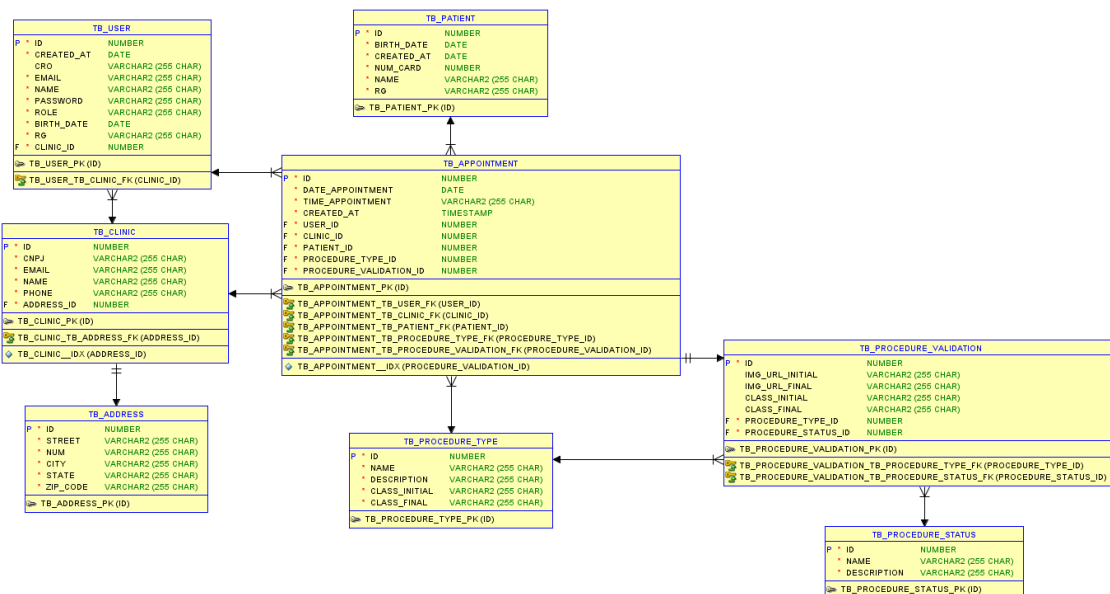 TB_USER
P * ID NUMBER
* CREATED_AT DATE
CRO VARCHAR2 (255 CHAR)
* EMAIL VARCHAR2 (255 CHAR)
* NAME VARCHAR2 (255 CHAR)
* PASSWORD VARCHAR2 (255 CHAR)
* ROLE VARCHAR2 (255 CHAR)
* BIRTH_DATE DATE
* RG VARCHAR2 (255 CHAR)
F * CLINIC_ID NUMBER
TB_USER_PK (ID)
TB_USER_TB_CLINIC_FK (CLINIC_ID)
TB_PATIENT
P * ID NUMBER
* BIRTH_DATE DATE
* CREATED_AT DATE
* NUM_CARD NUMBER
* NAME VARCHAR2 (255 CHAR)
* RG VARCHAR2 (255 CHAR)
TB_PATIENT_PK (ID)
TB_APPOINTMENT
P * ID NUMBER
* DATE_APPOINTMENT DATE
* TIME_APPOINTMENT VARCHAR2 (255 CHAR)
* CREATED_AT TIMESTAMP
F * USER_ID NUMBER
F * CLINIC_ID NUMBER
F * PATIENT_ID NUMBER
F * PROCEDURE_TYPE_ID NUMBER
F * PROCEDURE_VALIDATION_ID NUMBER
TB_APPOINTMENT_PK (ID)
TB_APPOINTMENT_TB_USER_FK (USER_ID)
TB_APPOINTMENT_TB_CLINIC_FK (CLINIC_ID)
TB_APPOINTMENT_TB_PATIENT_FK (PATIENT_ID)
TB_APPOINTMENT_TB_PROCEDURE_TYPE_FK (PROCEDURE_TYPE_ID)
TB_APPOINTMENT_TB_PROCEDURE_VALIDATION_FK (PROCEDURE_VALIDATION_ID)
TB_APPOINTMENT__IDX (PROCEDURE_VALIDATION_ID)
TB_CLINIC
P * ID NUMBER
* CNPJ VARCHAR2 (255 CHAR)
* EMAIL VARCHAR2 (255 CHAR)
* NAME VARCHAR2 (255 CHAR)
* PHONE VARCHAR2 (255 CHAR)
F * ADDRESS_ID NUMBER
TB_CLINIC_PK (ID)
TB_CLINIC_TB_ADDRESS_FK (ADDRESS_ID)
TB_CLINIC__IDX (ADDRESS_ID)
TB_PROCEDURE_VALIDATION
P * ID NUMBER
IMG_URL_INITIAL VARCHAR2 (255 CHAR)
IMG_URL_FINAL VARCHAR2 (255 CHAR)
CLASS_INITIAL VARCHAR2 (255 CHAR)
CLASS_FINAL VARCHAR2 (255 CHAR)
F * PROCEDURE_TYPE_ID NUMBER
F * PROCEDURE_STATUS_ID NUMBER
TB_PROCEDURE_VALIDATION_PK (ID)
TB_PROCEDURE_VALIDATION_TB_PROCEDURE_TYPE_FK (PROCEDURE_TYPE_ID)
TB_PROCEDURE_VALIDATION_TB_PROCEDURE_STATUS_FK (PROCEDURE_STATUS_ID)
TB_ADDRESS
P * ID NUMBER
* STREET VARCHAR2 (255 CHAR)
* NUM VARCHAR2 (255 CHAR)
* CITY VARCHAR2 (255 CHAR)
* STATE VARCHAR2 (255 CHAR)
* ZIP_CODE VARCHAR2 (255 CHAR)
TB_ADDRESS_PK (ID)
TB_PROCEDURE_TYPE
P * ID NUMBER
* NAME VARCHAR2 (255 CHAR)
* DESCRIPTION VARCHAR2 (255 CHAR)
* CLASS_INITIAL VARCHAR2 (255 CHAR)
* CLASS_FINAL VARCHAR2 (255 CHAR)
TB_PROCEDURE_TYPE_PK (ID)
TB_PROCEDURE_STATUS
P * ID NUMBER
* NAME VARCHAR2 (255 CHAR)
* DESCRIPTION VARCHAR2 (255 CHAR)
TB_PROCEDURE_STATUS_PK (ID)